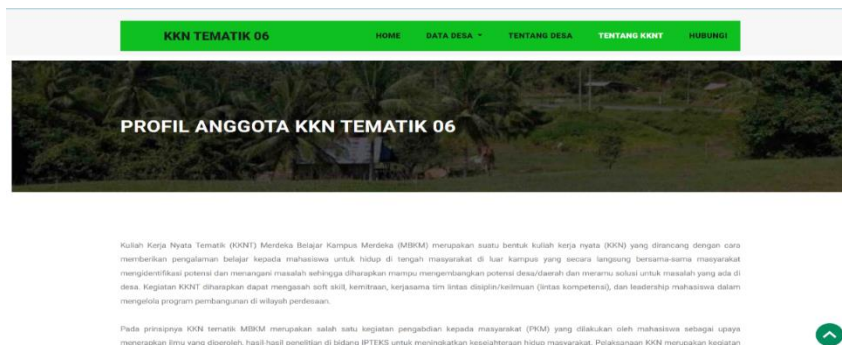 KKN TEMATIK 06 HOME DATA DESA TENTANG DESA TENTANG KKNT HUBUNGI
PROFIL ANGGOTA KKN TEMATIK 06
Kuliah Kerja Nyata Tematik (KKNT) Merdeka Belajar Kampus Merdeka (MBKM) merupakan suatu bentuk kuliah kerja nyata (KKN) yang dirancang dengan cara
memberikan pengalaman belajar kepada mahasiswa untuk hidup di tengah masyarakat di luar kampus yang secara langsung bersama-sama masyarakat
mengidentifikasi potensi dan menangani masalah sehingga diharapkan mampu mengembangkan potensi desa/daerah dan meramu solusi untuk masalah yang ada di
desa. Kegiatan KKNT diharapkan dapat mengasah soft skill, kemitraan, kerjasama tim lintas disiplin/keilmuan (lintas kompetensi), dan leadership mahasiswa dalam
mengelola program pembangunan di wilayah perdesaan.
Pada prinsipnya KKN tematik MBKM merupakan salah satu kegiatan pengabdian kepada masyarakat (PKM) yang dilakukan oleh mahasiswa sebagai upaya
menerapkan ilmu yang diperoleh, hasil-hasil penelitian di bidang IPTEKS untuk meningkatkan kesejahteraan hidup masyarakat. Pelaksanaan KKN merupakan kegiatan